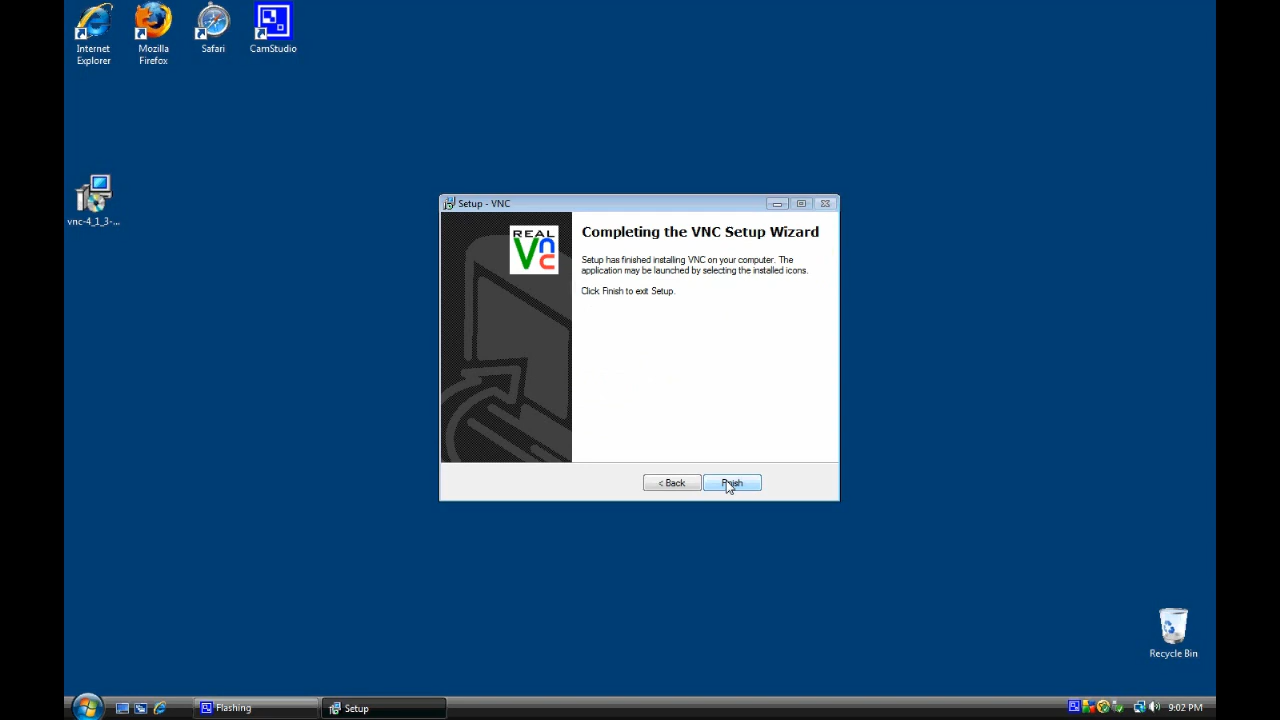 Internet
Explorer
Mozilla
Firefox
Safari
CamStudio
vnc-4_1_3-...
Setup - VNC
REAL
vnc
Completing the VNC Setup Wizard
Setup has finished installing VNC on your computer. The
application may be launched by selecting the installed icons.
Click Finish to exit Setup.
< Back
Finish
Recycle Bin
Flashing
Setup
9:02 PM